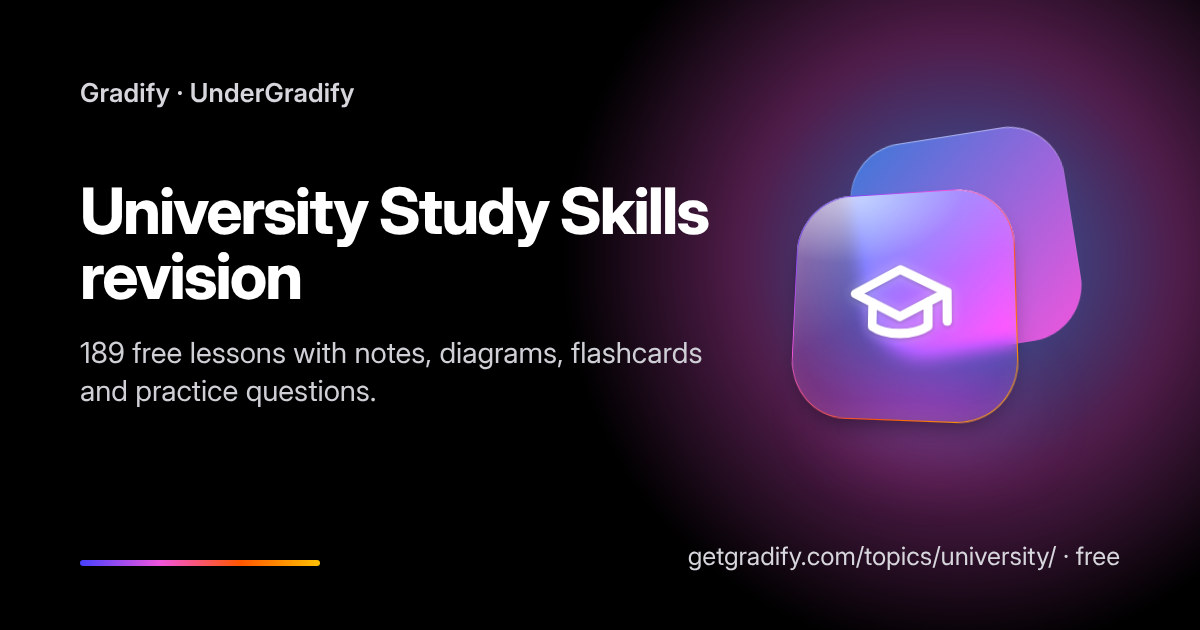 Gradify · UnderGradify
University Study Skills
revision
189 free lessons with notes, diagrams, flashcards
and practice questions.
getgradify.com/topics/university/ · free